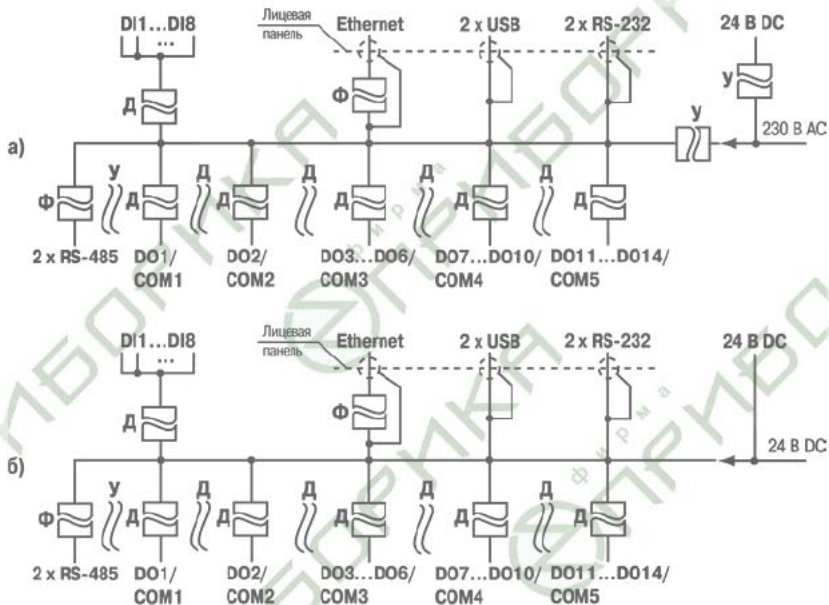 DI1...DI8
...
Лицевая
панель
Ethernet
2 x USB
2 x RS-232
24 В DC
Д
Ф
У
У
230 В AC
а)
Ф
У
Д
Д
Д
Д
Д
Д
Д
Д
Д
2 x RS-485
DO1/
COM1
DO2/
COM2
DO3...DO6/
COM3
DO7...DO10/
COM4
DO11...DO14/
COM5
DI1...DI8
...
Лицевая
панель
Ethernet
2 x USB
2 x RS-232
24 В DC
Д
Ф
24 В DC
б)
Ф
У
Д
Д
Д
Д
Д
Д
Д
Д
Д
2 x RS-485
DO1/
COM1
DO2/
COM2
DO3...DO6/
COM3
DO7...DO10/
COM4
DO11...DO14/
COM5
фирма
ПРИБОРИКА